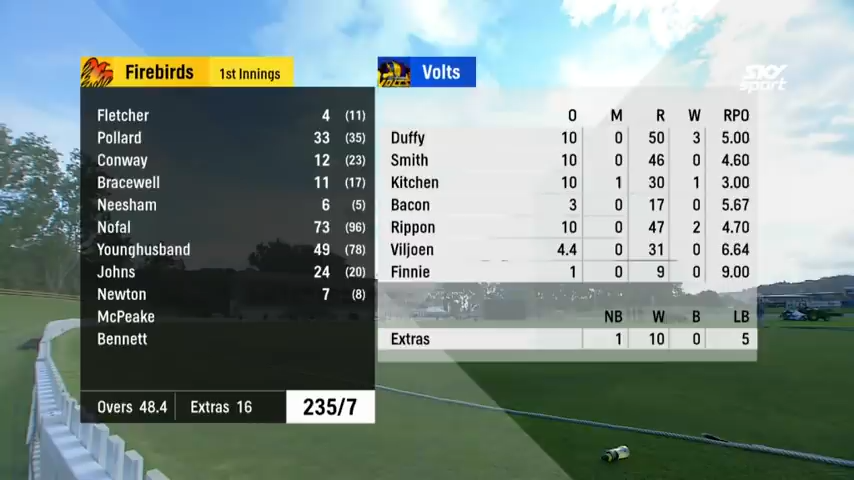 Firebirds 1st Innings
Fletcher 4 (11)
Pollard 33 (35)
Conway 12 (23)
Bracewell 11 (17)
Neesham 6 (5)
Nofal 73 (96)
Younghusband 49 (78)
Johns 24 (20)
Newton 7 (8)
McPeake
Bennett
Overs 48.4 Extras 16 235/7
VOLTS Volts
O M R W RPO
Duffy 10 0 50 3 5.00
Smith 10 0 46 0 4.60
Kitchen 10 1 30 1 3.00
Bacon 3 0 17 0 5.67
Rippon 10 0 47 2 4.70
Viljoen 4.4 0 31 0 6.64
Finnie 1 0 9 0 9.00
NB W B LB
Extras 1 10 0 5
sky
sport